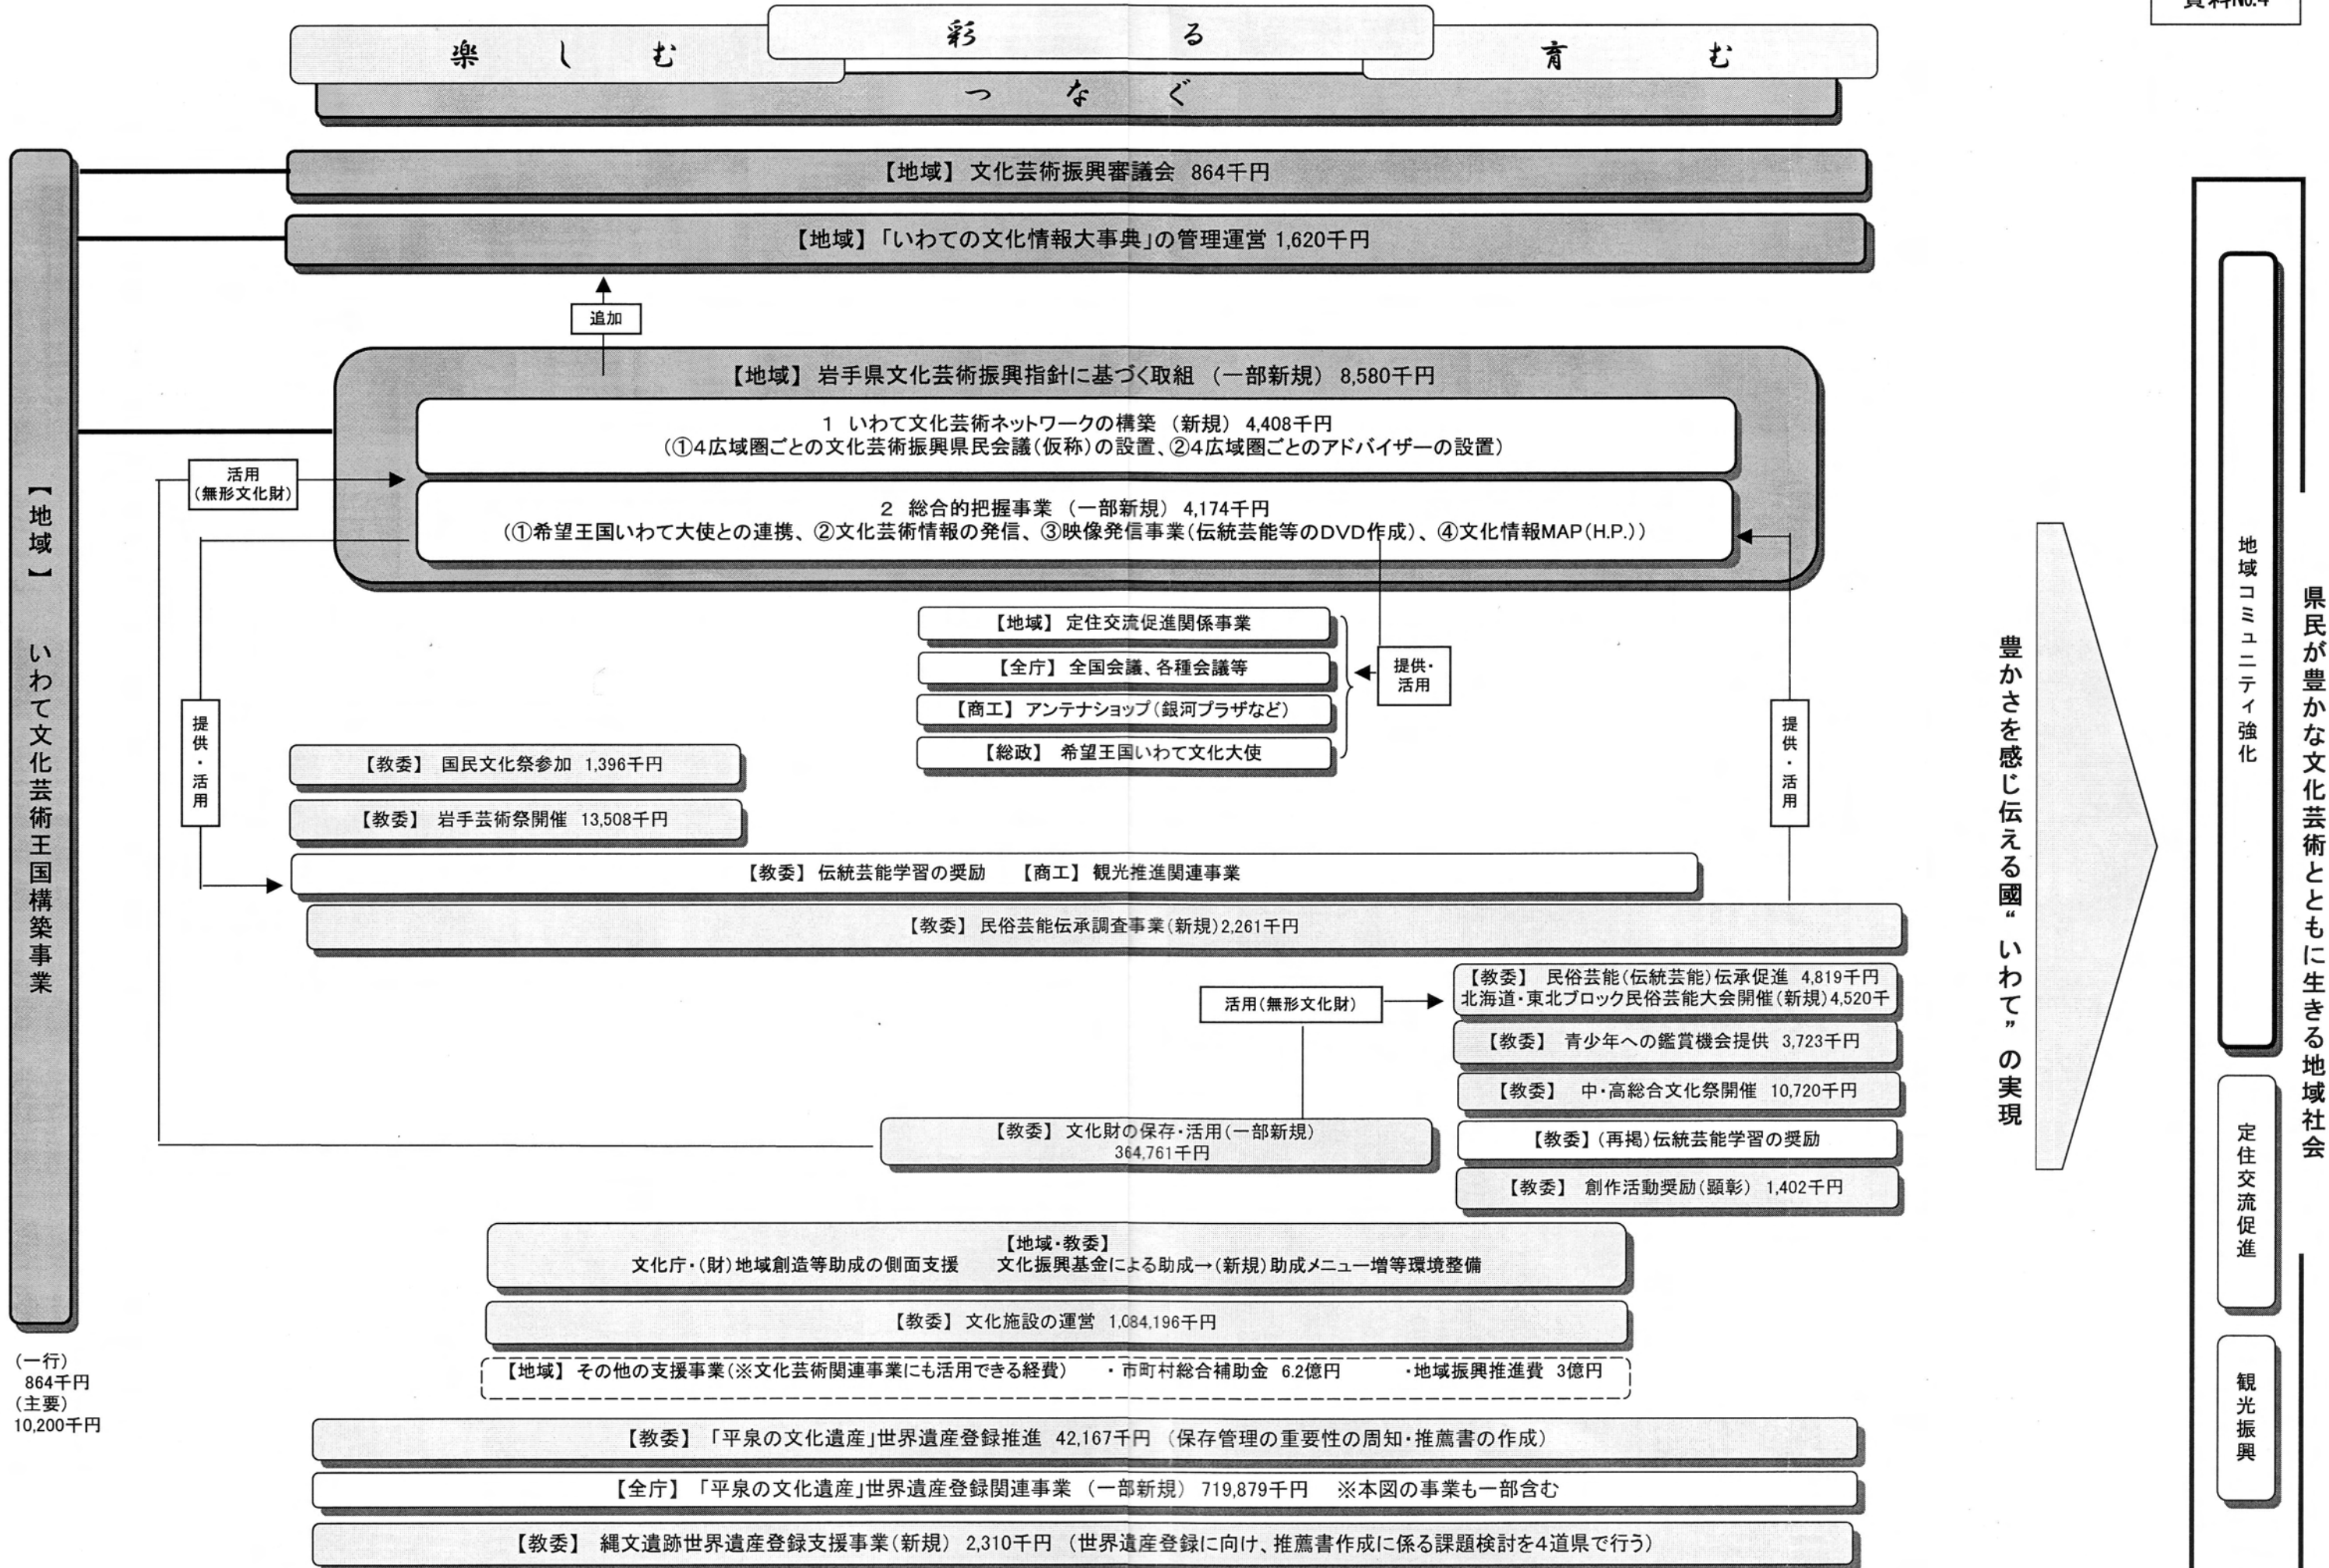 資料No.4
彩る
楽しむ
育む
つなぐ
【地域】 文化芸術振興審議会 864千円
【地域】「いわての文化情報大事典」の管理運営 1,620千円
追加
【地域】 岩手県文化芸術振興指針に基づく取組 (一部新規) 8,580千円
1 いわて文化芸術ネットワークの構築 (新規) 4,408千円
(①4広域圏ごとの文化芸術振興県民会議(仮称)の設置、②4広域圏ごとのアドバイザーの設置)
活用
(無形文化財)
2 総合的把握事業 (一部新規) 4,174千円
(①希望王国いわて大使との連携、②文化芸術情報の発信、③映像発信事業(伝統芸能等のDVD作成)、④文化情報MAP(H.P.))
【地域】 いわて文化芸術王国構築事業
【地域】 定住交流促進関係事業
【全庁】 全国会議、各種会議等
【商工】 アンテナショップ(銀河プラザなど)
【総政】 希望王国いわて文化大使
提供・
活用
提供・活用
提供・活用
【教委】 国民文化祭参加 1,396千円
【教委】 岩手芸術祭開催 13,508千円
【教委】 伝統芸能学習の奨励 【商工】 観光推進関連事業
【教委】 民俗芸能伝承調査事業(新規)2,261千円
活用(無形文化財)
【教委】 民俗芸能(伝統芸能)伝承促進 4,819千円
北海道・東北ブロック民俗芸能大会開催(新規)4,520千
【教委】 青少年への鑑賞機会提供 3,723千円
【教委】 中・高総合文化祭開催 10,720千円
【教委】(再掲)伝統芸能学習の奨励
【教委】 創作活動奨励(顕彰) 1,402千円
【教委】 文化財の保存・活用(一部新規)
364,761千円
【地域・教委】
文化庁・(財)地域創造等助成の側面支援 文化振興基金による助成→(新規)助成メニュー増等環境整備
【教委】 文化施設の運営 1,084,196千円
【地域】 その他の支援事業(※文化芸術関連事業にも活用できる経費) ・市町村総合補助金 6.2億円 ・地域振興推進費 3億円
(一行)
864千円
(主要)
10,200千円
【教委】 「平泉の文化遺産」世界遺産登録推進 42,167千円 (保存管理の重要性の周知・推薦書の作成)
【全庁】 「平泉の文化遺産」世界遺産登録関連事業 (一部新規) 719,879千円 ※本図の事業も一部含む
【教委】 縄文遺跡世界遺産登録支援事業(新規) 2,310千円 (世界遺産登録に向け、推薦書作成に係る課題検討を4道県で行う)
豊かさを感じ伝える國“いわて”の実現
地域コミュニティ強化
定住交流促進
観光振興
県民が豊かな文化芸術とともに生きる地域社会